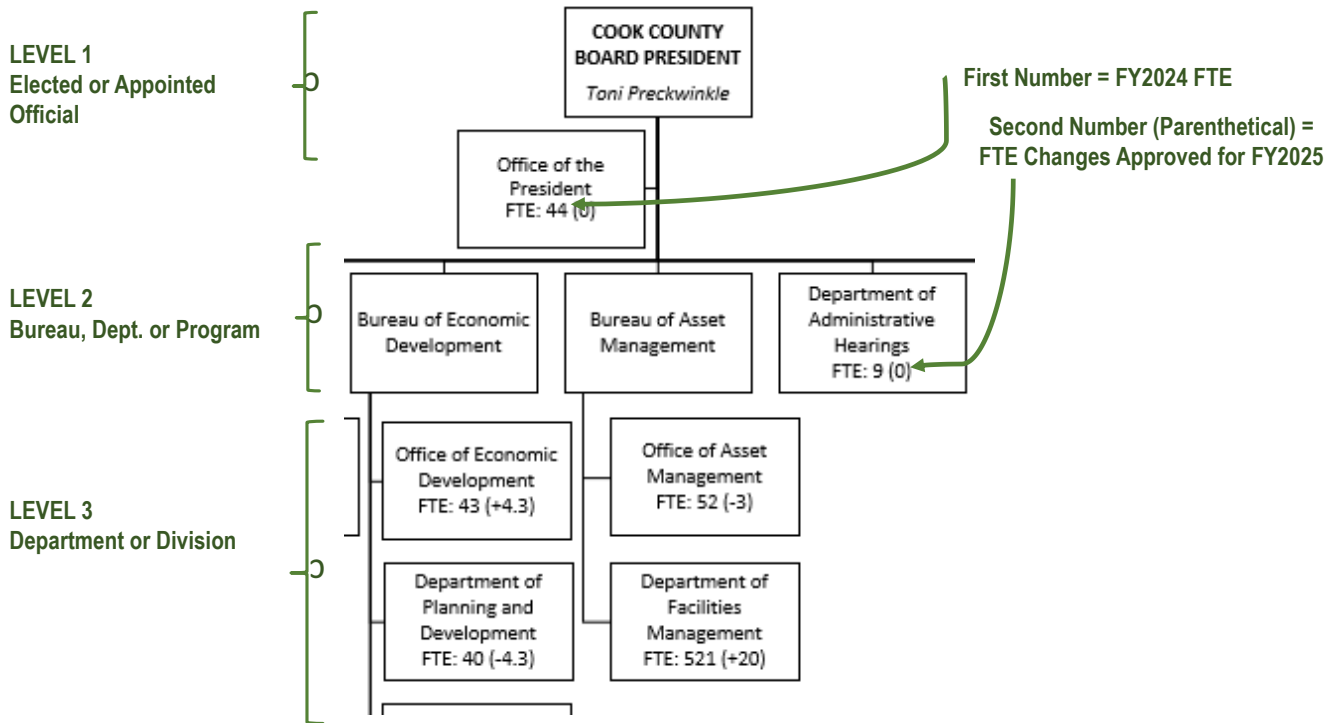 LEVEL 1
Elected or Appointed
Official
COOK COUNTY
BOARD PRESIDENT
Toni Preckwinkle
First Number = FY2024 FTE
Second Number (Parenthetical) =
FTE Changes Approved for FY2025
Office of the
President
FTE: 44 (0)
LEVEL 2
Bureau, Dept. or Program
Bureau of Economic
Development
Bureau of Asset
Management
Department of
Administrative
Hearings
FTE: 9 (0)
LEVEL 3
Department or Division
Office of Economic
Development
FTE: 43 (+4.3)
Office of Asset
Management
FTE: 52 (-3)
Department of
Planning and
Development
FTE: 40 (-4.3)
Department of
Facilities
Management
FTE: 521 (+20)